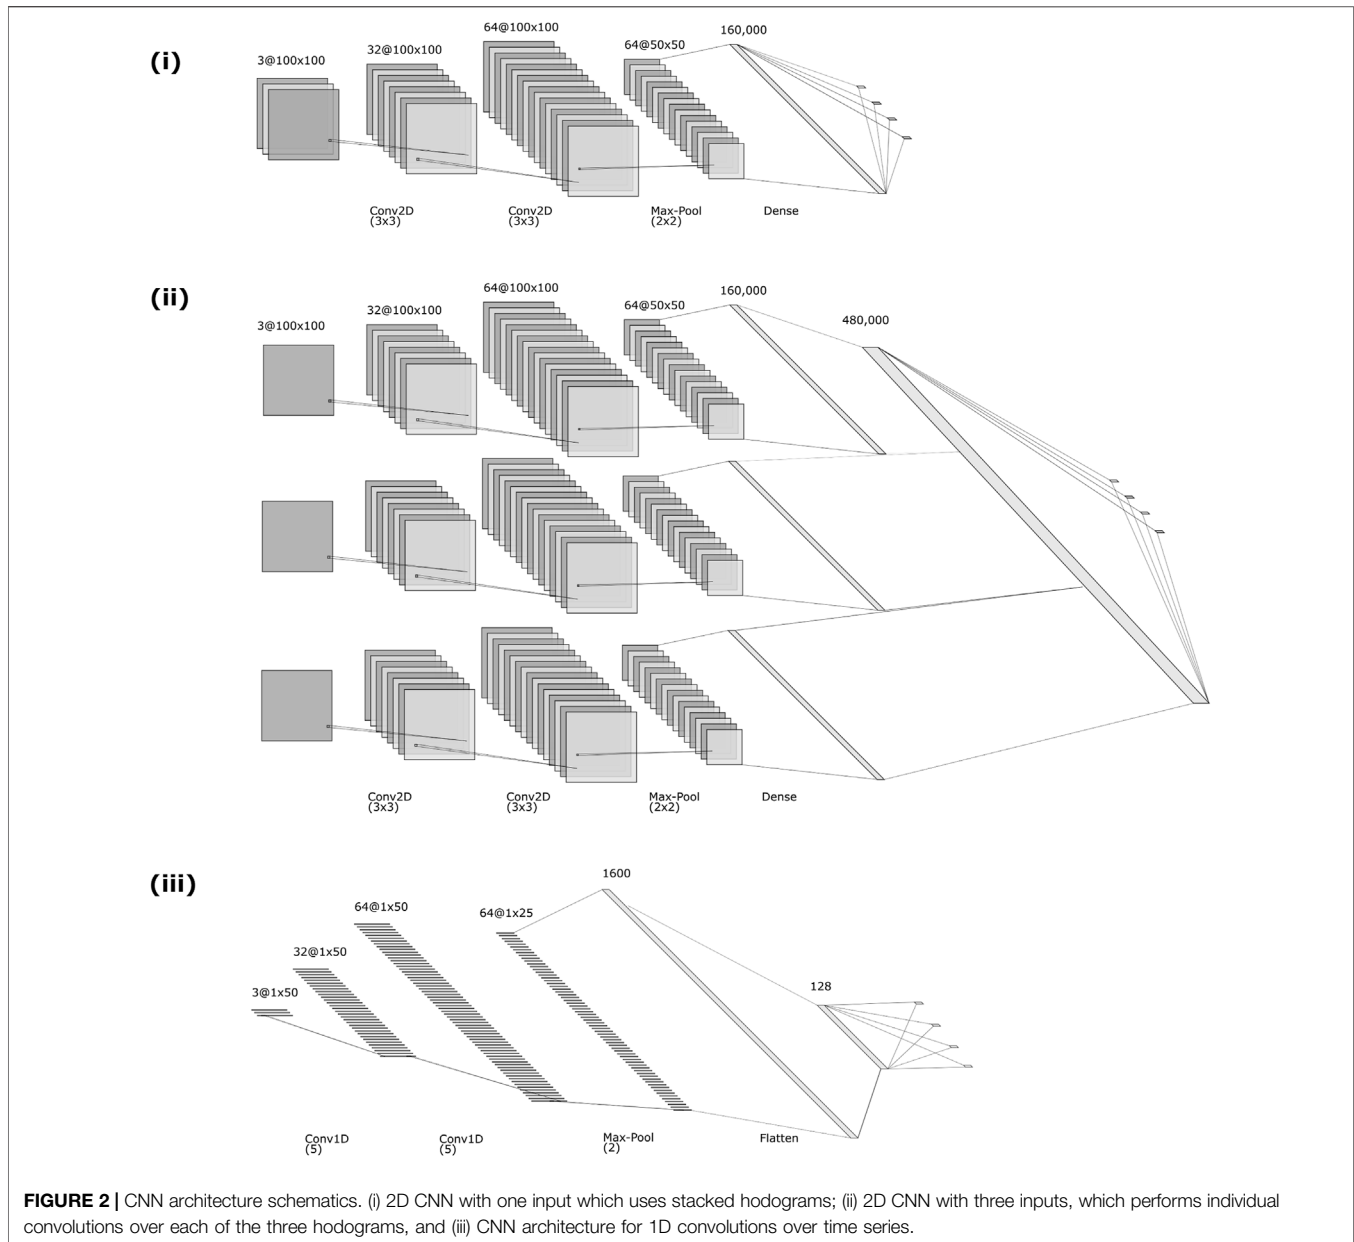 (i)
3@100x100
32@100x100
64@100x100
64@50x50
160,000
Conv2D
(3x3)
Conv2D
(3x3)
Max-Pool
(2x2)
Dense
(ii)
3@100x100
32@100x100
64@100x100
64@50x50
160,000
480,000
Conv2D
(3x3)
Conv2D
(3x3)
Max-Pool
(2x2)
Dense
(iii)
3@1x50
32@1x50
64@1x50
64@1x25
1600
128
Conv1D
(5)
Conv1D
(5)
Max-Pool
(2)
Flatten
FIGURE 2 | CNN architecture schematics. (i) 2D CNN with one input which uses stacked hodograms; (ii) 2D CNN with three inputs, which performs individual
convolutions over each of the three hodograms, and (iii) CNN architecture for 1D convolutions over time series.